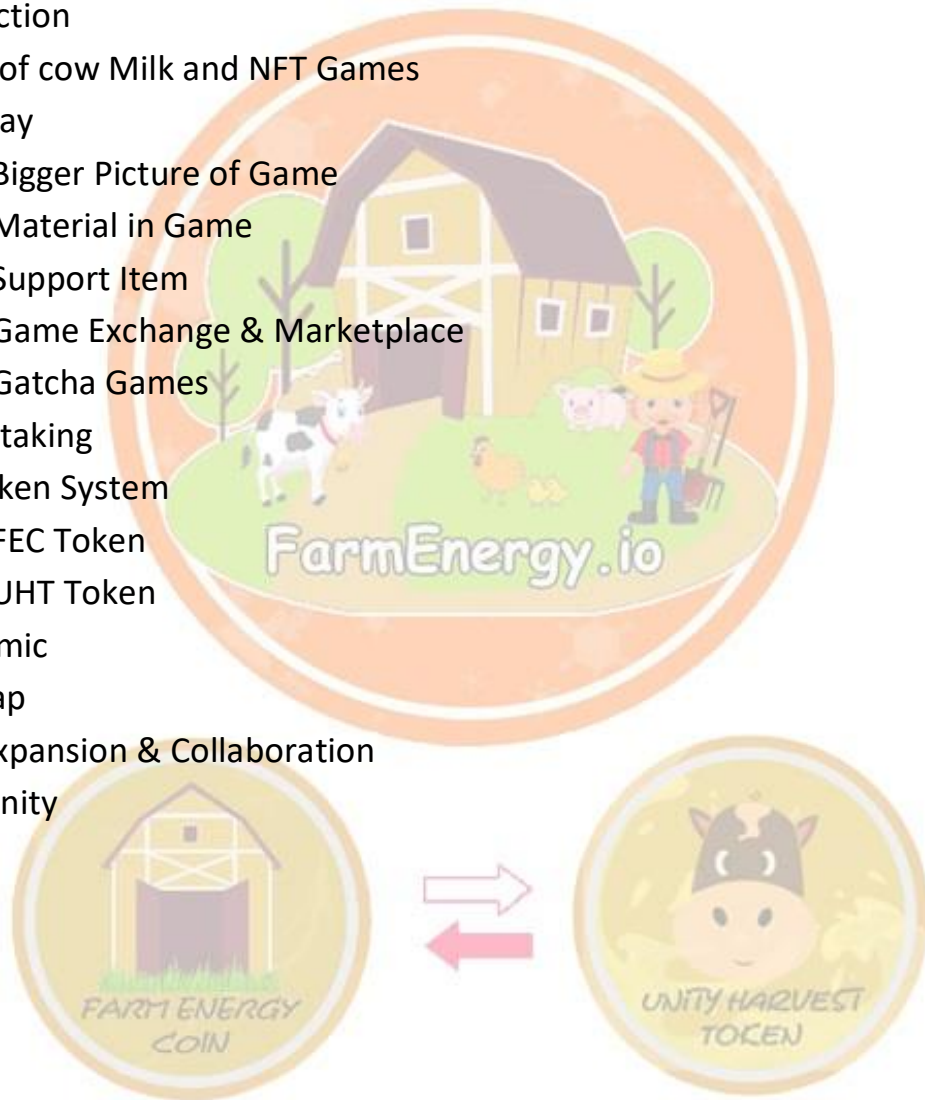 ction
of cow Milk and NFT Games
ay
Bigger Picture of Game
Material in Game
Support Item
Game Exchange & Marketplace
Gatcha Games
taking
ken System
FEC Token
UHT Token
mic
ap
xpansion & Collaboration
nity
FarmEnergy.io
FARM ENERGY
COIN
UNITY HARVEST
TOKEN